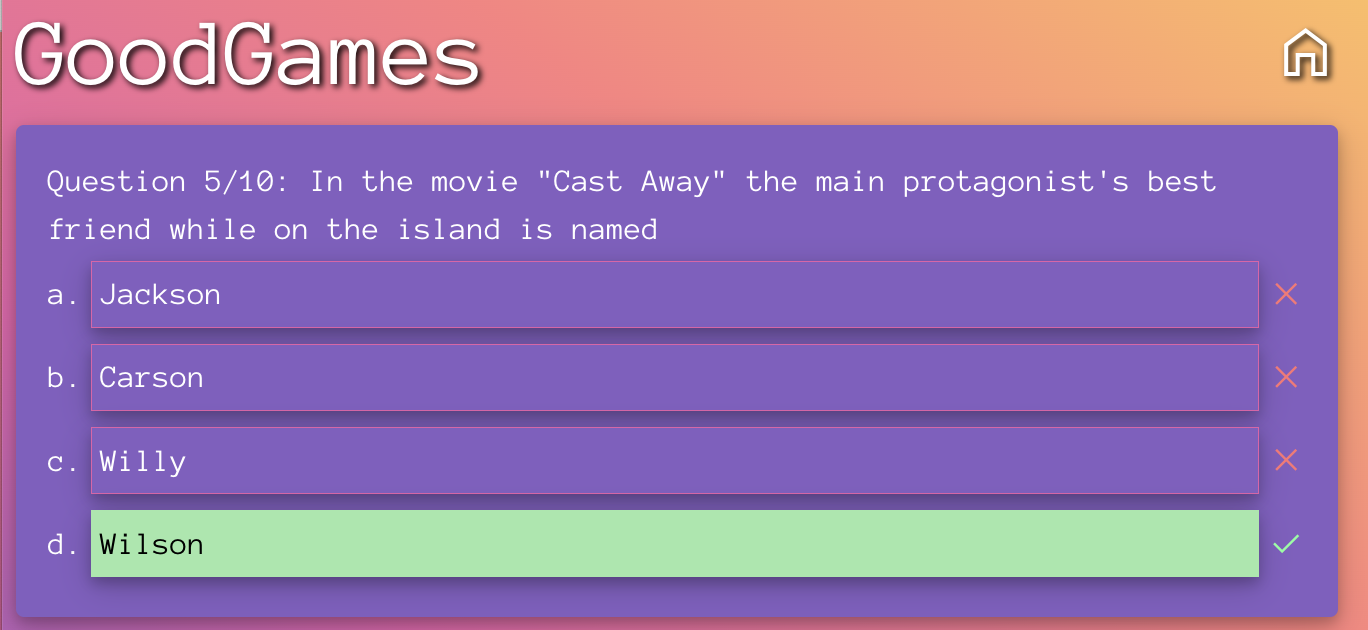 GoodGames
Question 5/10: In the movie "Cast Away" the main protagonist's best
friend while on the island is named
a. Jackson
b. Carson
c. Willy
d. Wilson